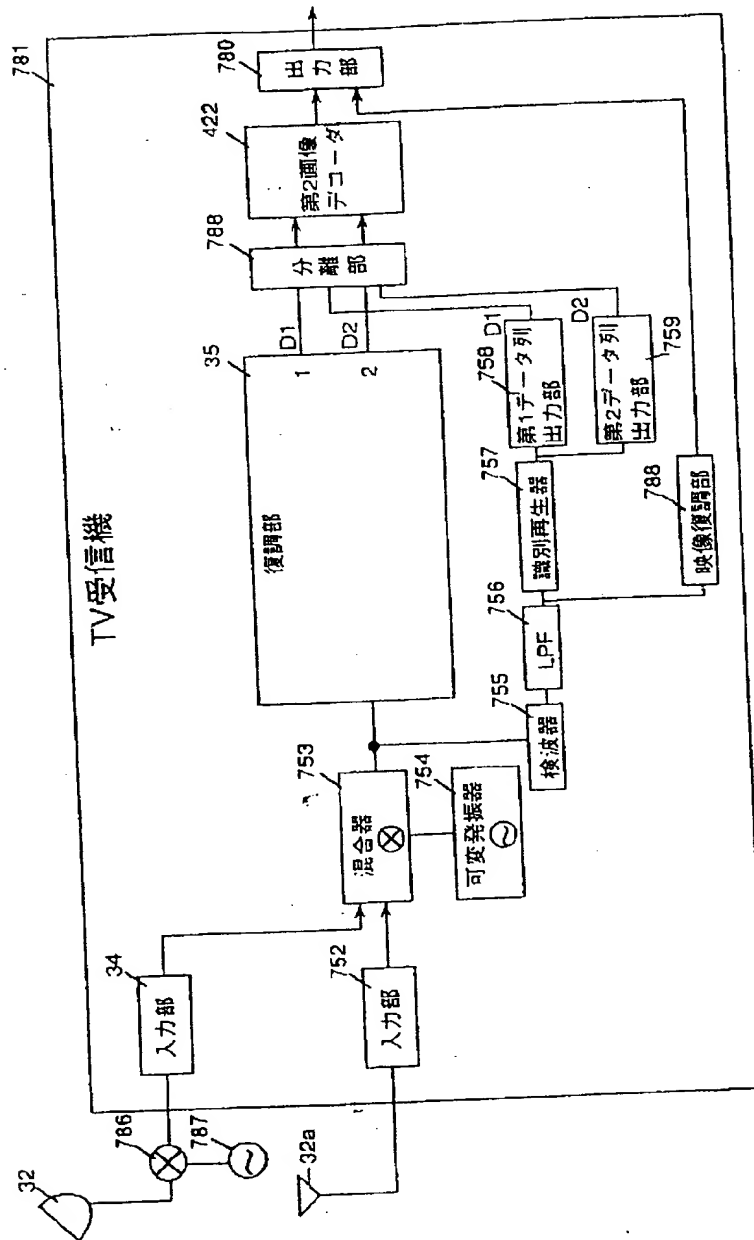 781
TV受信機
780
出力部
422
第2画像
デコーダ
788
分離部
D1
D2
35
復調部
1
2
D1
758
第1データ列
出力部
D2
759
第2データ列
出力部
757
識別再生器
788
映像復調部
756
LPF
755
検波器
753
混合器
754
可変発振器
34
入力部
752
入力部
786
787
32
32a